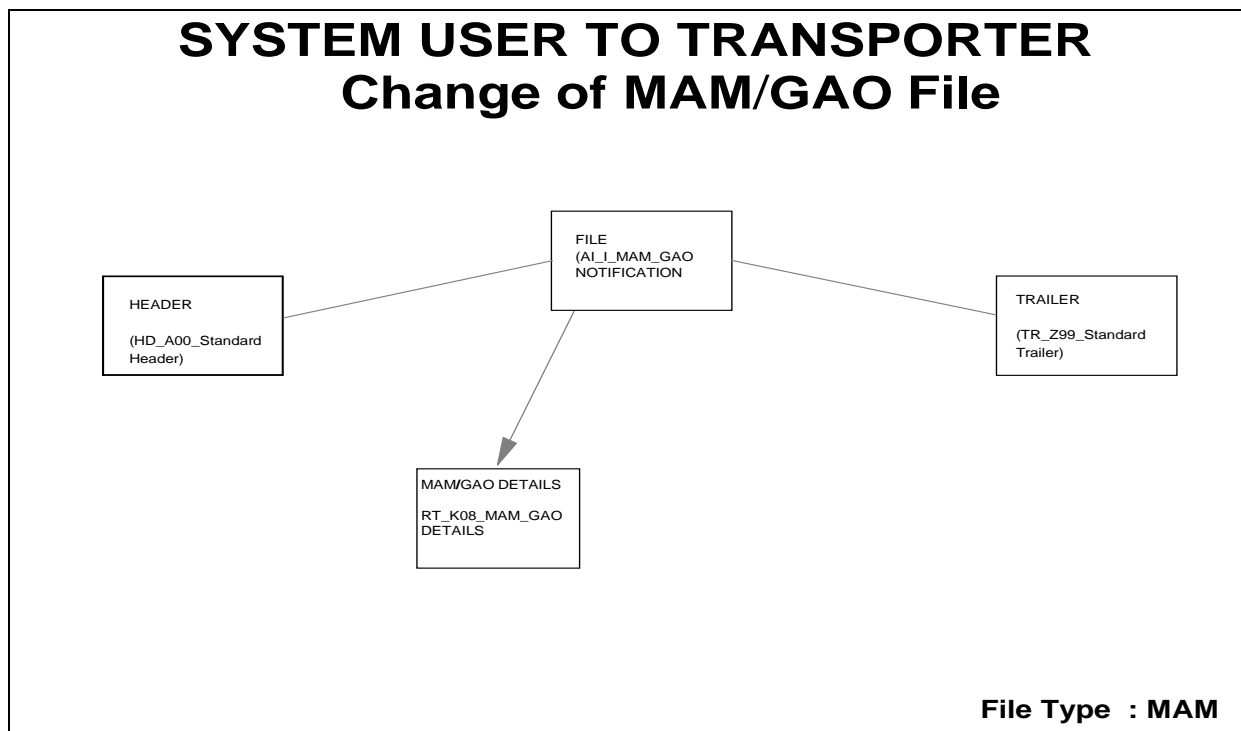 SYSTEM USER TO TRANSPORTER
Change of MAM/GAO File
FILE
(AI_I_MAM_GAO
NOTIFICATION
HEADER
(HD_A00_Standard
Header)
TRAILER
(TR_Z99_Standard
Trailer)
MAM/GAO DETAILS
RT_K08_MAM_GAO
DETAILS
File Type : MAM